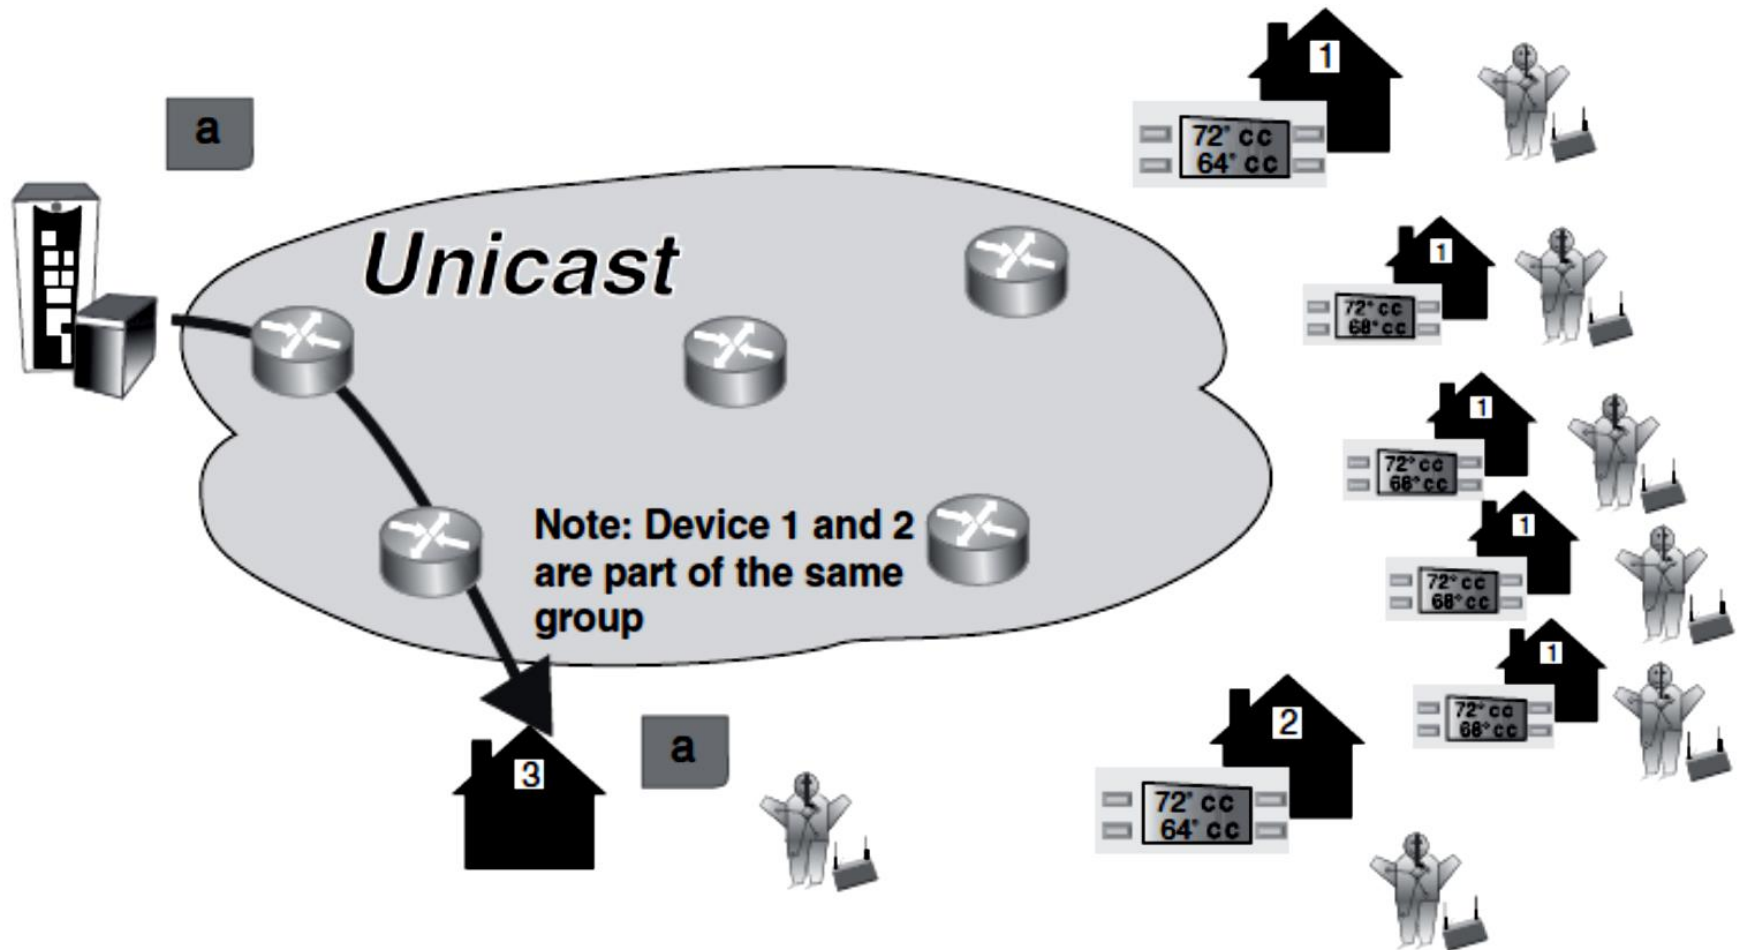 a
Unicast
Note: Device 1 and 2
are part of the same
group
3
a
1
72° cc
64° cc
1
72° cc
68° cc
1
72° cc
68° cc
1
72° cc
68° cc
1
72° cc
68° cc
2
72° cc
64° cc